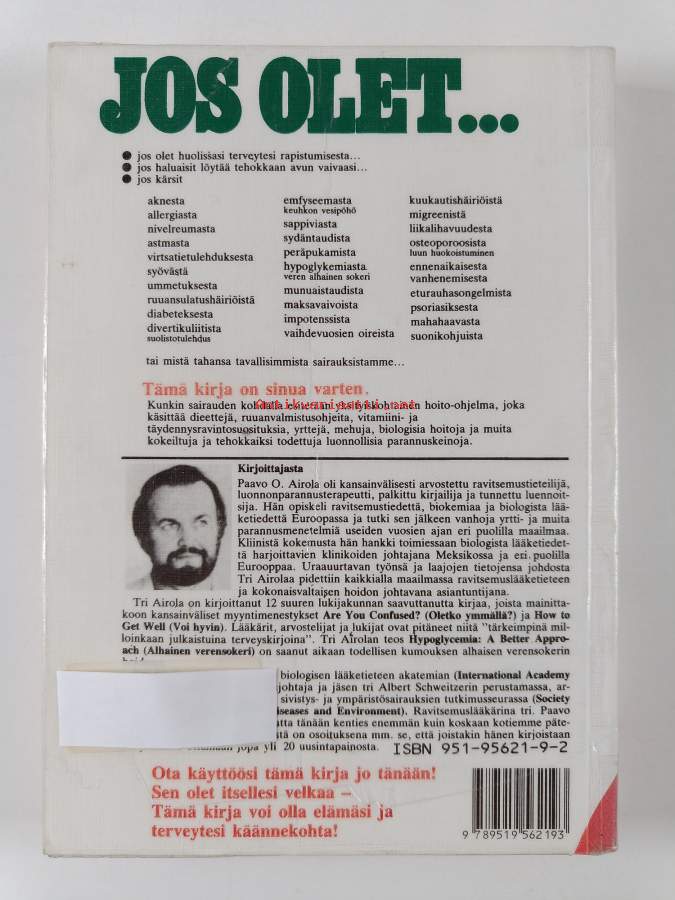 JOS OLET...
● jos olet huolissasi terveytesi rapistumisesta...
● jos haluaisit löytää tehokkaan avun vaivaasi...
● jos kärsit
aknesta
allergiasta
nivelreumasta
astmasta
virtsatietulehduksesta
syövästä
ummetuksesta
ruuansulatushäiriöistä
diabeteksesta
divertikuliitista
suolistotulehdus
emfyseemasta
keuhkon vesipöhö
sappiviasta
sydäntaudista
peräpukamista
hypoglykemiasta
veren alhainen sokeri
munuaistaudista
maksavaivoista
impotenssista
vaihdevuosien oireista
kuukautishäiriöistä
migreenistä
liikalihavuudesta
osteoporoosista
luun huokoistuminen
ennenaikaisesta
vanhenemisesta
eturauhasongelmista
psoriasiksesta
mahahaavasta
suonikohjuista
tai mistä tahansa tavallisimmista sairauksistamme...
Tämä kirja on sinua varten.
Kunkin sairauden kohdalla esitetään yksityiskohtainen hoito-ohjelma, joka
käsittää dieettejä, ruuanvalmistusohjeita, vitamiini- ja
täydennysravintosuosituksia, yrttejä, mehuja, biologisia hoitoja ja muita
kokeiltuja ja tehokkaiksi todettuja luonnollisia parannuskeinoja.
Antikvariaatti.net
Kirjoittajasta
Paavo O. Airola oli kansainvälisesti arvostettu ravitsemustieteilijä,
luonnonparannusterapeutti, palkittu kirjailija ja tunnettu luennoit-
sija. Hän opiskeli ravitsemustiedettä, biokemiaa ja biologista lää-
ketiedettä Euroopassa ja tutki sen jälkeen vanhoja yrtti- ja muita
parannusmenetelmiä useiden vuosien ajan eri puolilla maailmaa.
Kliinistä kokemusta hän hankki toimiessaan biologista lääketiedet-
tä harjoittavien klinikoiden johtajana Meksikossa ja eri puolilla
Eurooppaa. Uraauurtavan työnsä ja laajojen tietojensa johdosta
Tri Airolaa pidettiin kaikkialla maailmassa ravitsemuslääketieteen
ja kokonaisvaltaisen hoidon johtavana asiantuntijana.
Tri Airola on kirjoittanut 12 suuren lukijakunnan saavuttanutta kirjaa, joista mainitta-
koon kansainväliset myyntimenestykset Are You Confused? (Oletko ymmällä?) ja How to
Get Well (Voi hyvin). Lääkärit, arvostelijat ja lukijat ovat pitäneet niitä "tärkeimpinä mil-
loinkaan julkaistuina terveyskirjoina". Tri Airolan teos Hypoglycemia: A Better Appro-
ach (Alhainen verensokeri) on saanut aikaan todellisen kumouksen alhaisen verensokerin
biologisen lääketieteen akatemian (International Academy
johtaja ja jäsen tri Albert Schweitzerin perustamassa, ar-
sivistys- ja ympäristösairauksien tutkimusseurassa (Society
iseases and Environment). Ravitsemuslääkärina tri. Paavo
tta tänään kenties enemmän kuin koskaan kotiemme päte-
itä on osoituksena mm. se, että joistakin hänen kirjoistaan
jopa yli 20 uusintapainosta.
ISBN 951-95621-9-2
Ota käyttöösi tämä kirja jo tänään!
Sen olet itsellesi velkaa –
Tämä kirja voi olla elämäsi ja
terveytesi käännekohta!
9 789519 562193